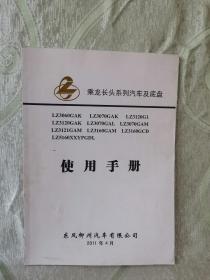 乘龙长头系列汽车及底盘
LZ3060GAK LZ3070GAK LZ3120G1
LZ3120GAK LZ3070GAL LZ3070GAM
LZ3121GAM LZ3160GAM LZ3160GCD
LZ5160XXYPGDL
使用手册
东风柳州汽车有限公司
2011 年 4 月